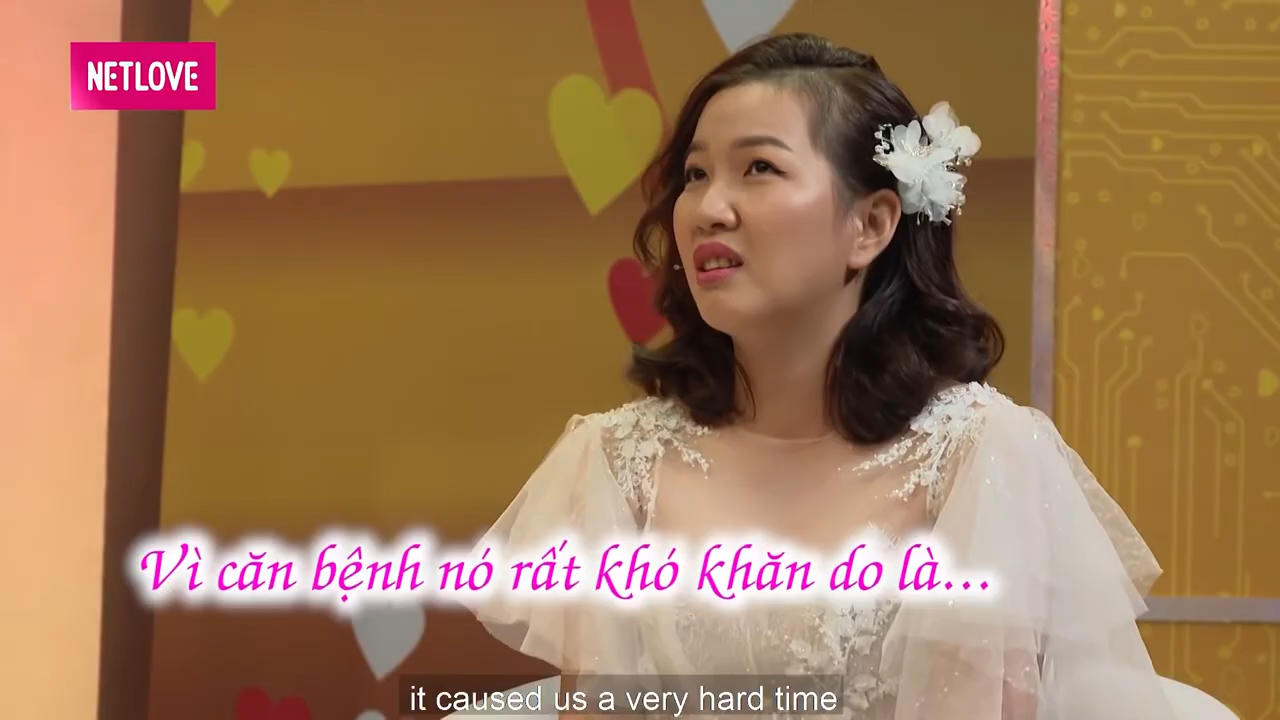 NETLOVE
Vì căn bệnh nó rất khó khăn do là...
it caused us a very hard time